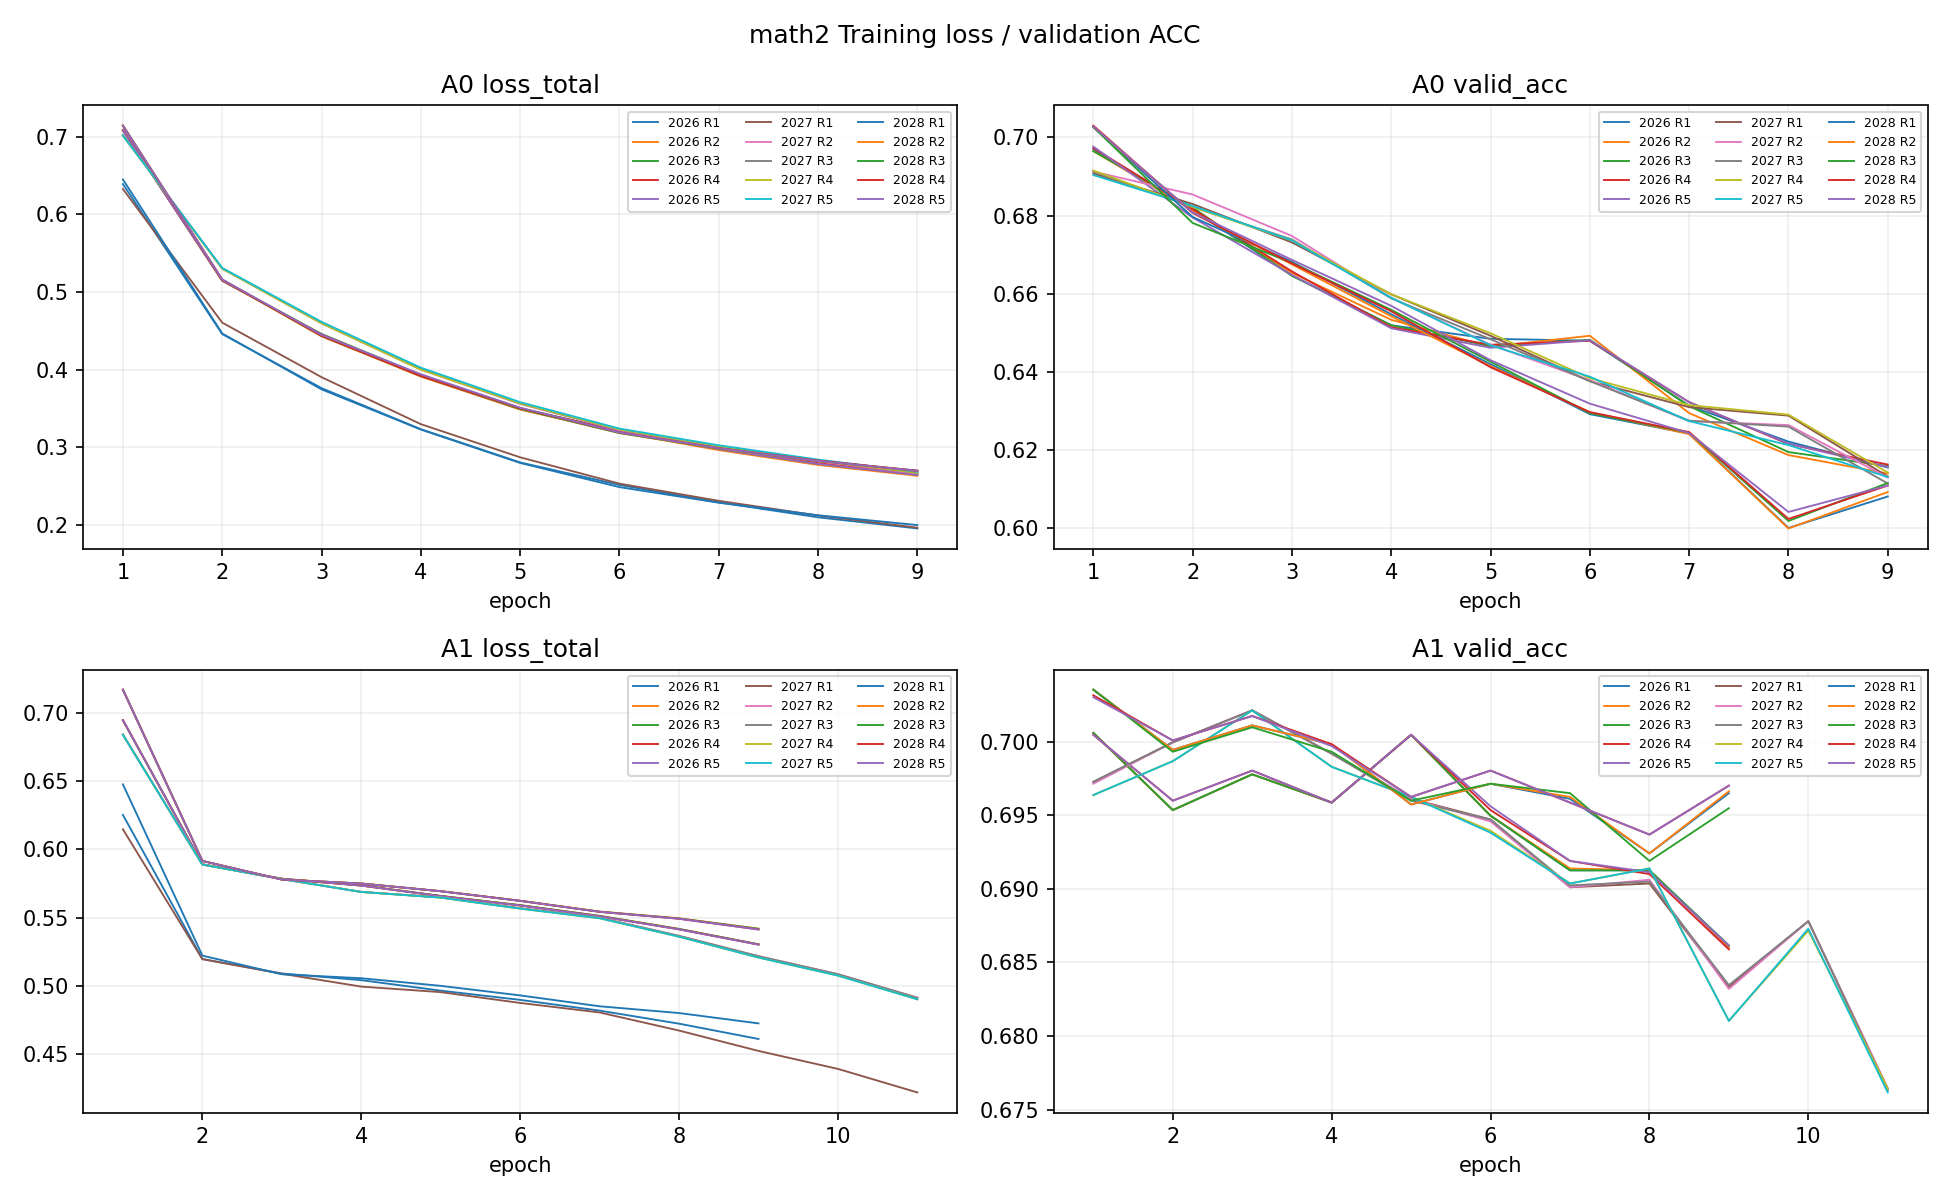 math2 Training loss / validation ACC
A0 loss_total
0.7
0.6
0.5
0.4
0.3
0.2
2026 R1 2027 R1 2028 R1
2026 R2 2027 R2 2028 R2
2026 R3 2027 R3 2028 R3
2026 R4 2027 R4 2028 R4
2026 R5 2027 R5 2028 R5
1 2 3 4 5 6 7 8 9
epoch
A0 valid_acc
0.70
0.68
0.66
0.64
0.62
0.60
2026 R1 2027 R1 2028 R1
2026 R2 2027 R2 2028 R2
2026 R3 2027 R3 2028 R3
2026 R4 2027 R4 2028 R4
2026 R5 2027 R5 2028 R5
1 2 3 4 5 6 7 8 9
epoch
A1 loss_total
0.70
0.65
0.60
0.55
0.50
0.45
2026 R1 2027 R1 2028 R1
2026 R2 2027 R2 2028 R2
2026 R3 2027 R3 2028 R3
2026 R4 2027 R4 2028 R4
2026 R5 2027 R5 2028 R5
2 4 6 8 10
epoch
A1 valid_acc
0.700
0.695
0.690
0.685
0.680
0.675
2026 R1 2027 R1 2028 R1
2026 R2 2027 R2 2028 R2
2026 R3 2027 R3 2028 R3
2026 R4 2027 R4 2028 R4
2026 R5 2027 R5 2028 R5
2 4 6 8 10
epoch